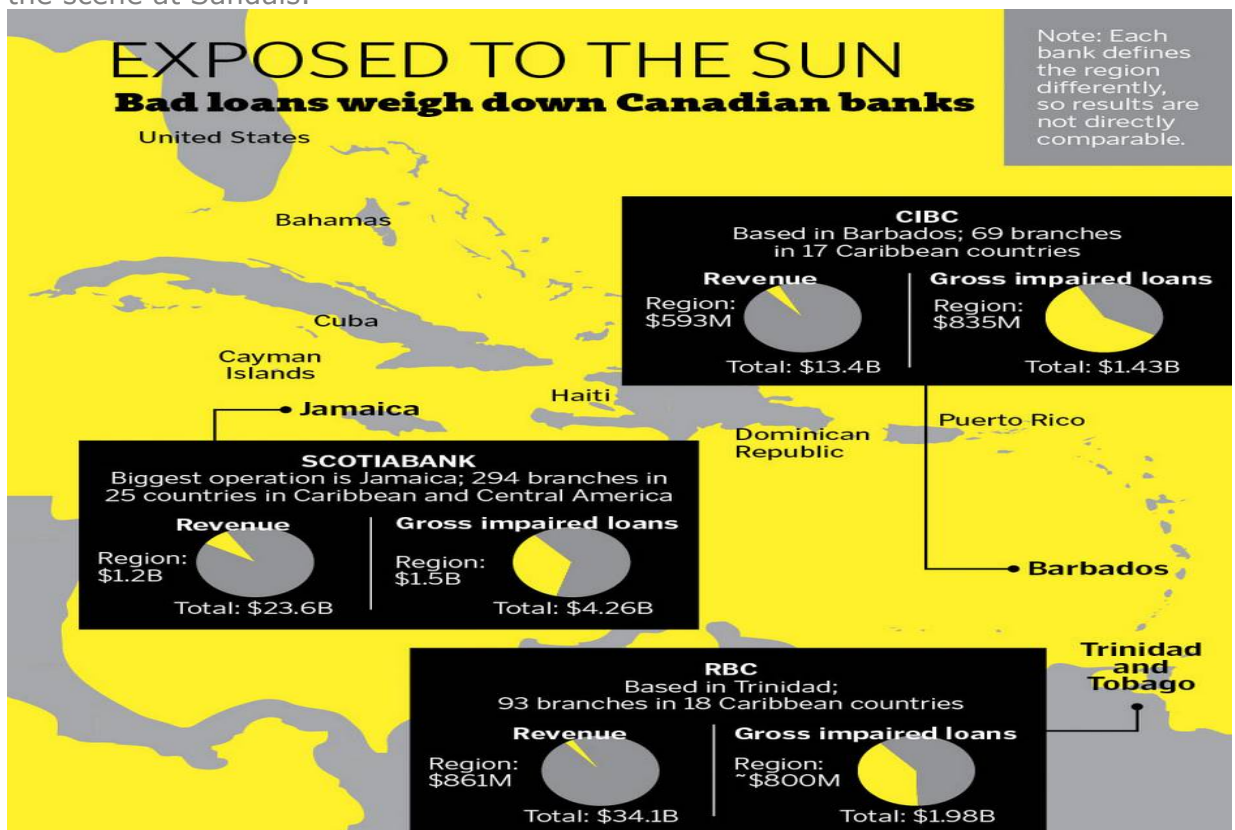 the scene at Sandals.
EXPOSED TO THE SUN
Bad loans weigh down Canadian banks
Note: Each
bank defines
the region
differently,
so results are
not directly
comparable.
United States
Bahamas
Cuba
Cayman
Islands
Jamaica
Haiti
Dominican
Republic
Puerto Rico
Barbados
Trinidad
and
Tobago
CIBC
Based in Barbados; 69 branches
in 17 Caribbean countries
Revenue
Region:
$593M
Total: $13.4B
Gross impaired loans
Region:
$835M
Total: $1.43B
SCOTIABANK
Biggest operation is Jamaica; 294 branches in
25 countries in Caribbean and Central America
Revenue
Region:
$1.2B
Total: $23.6B
Gross impaired loans
Region:
$1.5B
Total: $4.26B
RBC
Based in Trinidad;
93 branches in 18 Caribbean countries
Revenue
Region:
$861M
Total: $34.1B
Gross impaired loans
Region:
~$800M
Total: $1.98B